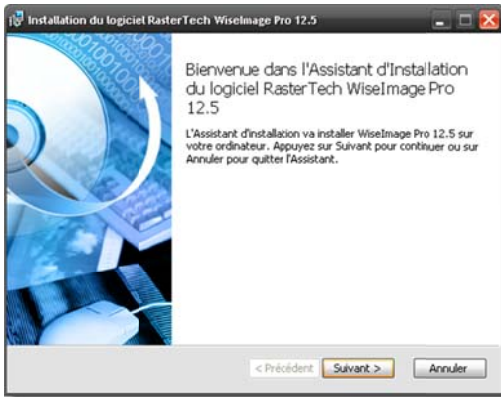 Installation du logiciel RasterTech WiseImage Pro 12.5
Bienvenue dans l'Assistant d'Installation
du logiciel RasterTech WiseImage Pro
12.5
L'Assistant d'installation va installer WiseImage Pro 12.5 sur
votre ordinateur. Appuyez sur Suivant pour continuer ou sur
Annuler pour quitter l'Assistant.
< Précédent Suivant > Annuler